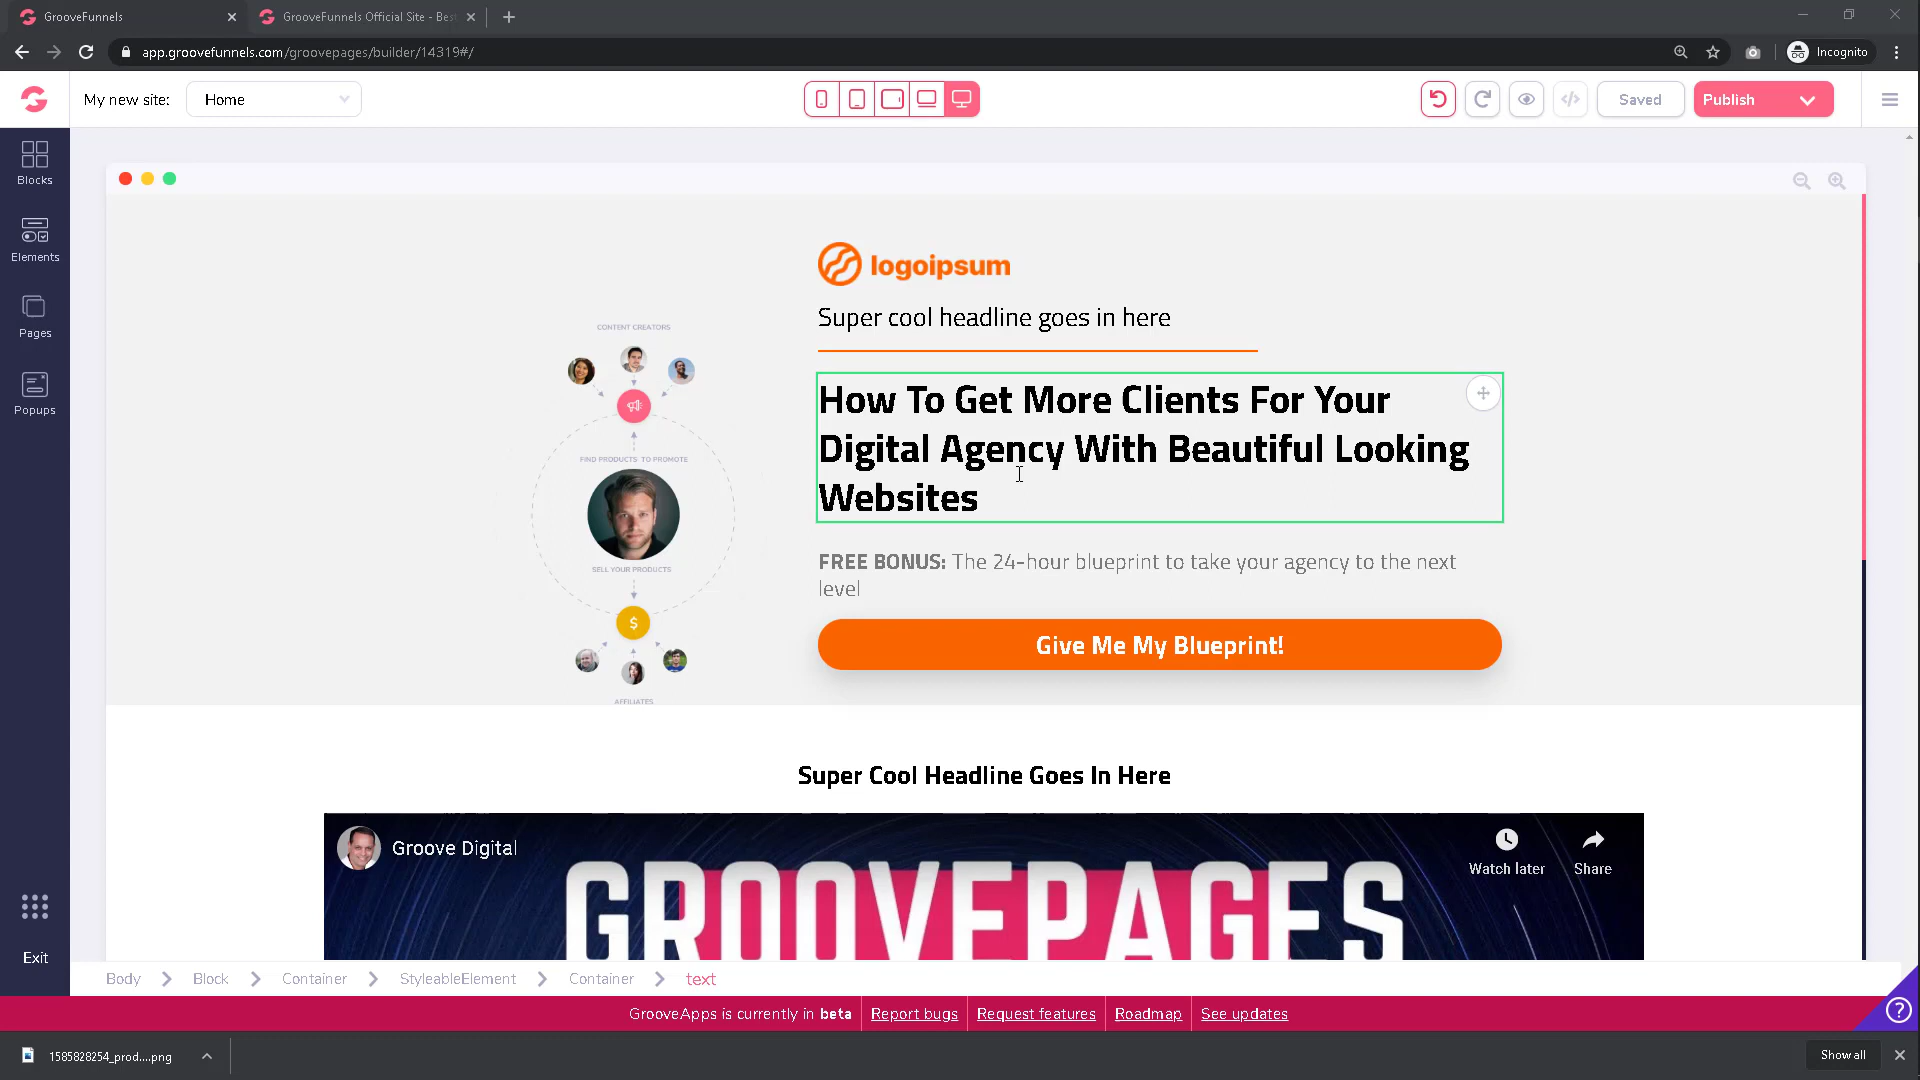 GrooveFunnels
GrooveFunnels Official Site - Bes
app.groovefunnels.com/groovepages/builder/14319#/
Incognito
My new site:
Home
Saved
Publish
Blocks
Elements
Pages
Popups
Exit
logoipsum
Super cool headline goes in here
CONTENT CREATORS
FIND PRODUCTS TO PROMOTE
SELL YOUR PRODUCTS
$
AFFILIATES
How To Get More Clients For Your
Digital Agency With Beautiful Looking
Websites
FREE BONUS: The 24-hour blueprint to take your agency to the next
level
Give Me My Blueprint!
Super Cool Headline Goes In Here
Groove Digital
Watch later
Share
GROOVEPAGES
Body
Block
Container
StyleableElement
Container
text
GrooveApps is currently in beta
Report bugs
Request features
Roadmap
See updates
?
1585828254_prod....png
Show all